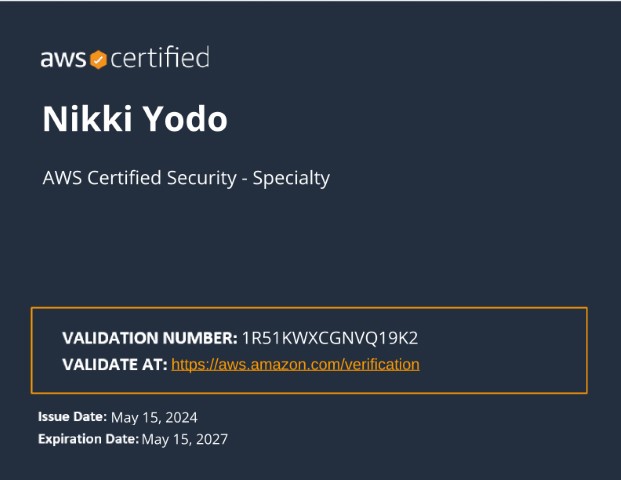 aws certified
Nikki Yodo
AWS Certified Security - Specialty
VALIDATION NUMBER: 1R51KWXCGNVQ19K2
VALIDATE AT: https://aws.amazon.com/verification
Issue Date: May 15, 2024
Expiration Date: May 15, 2027